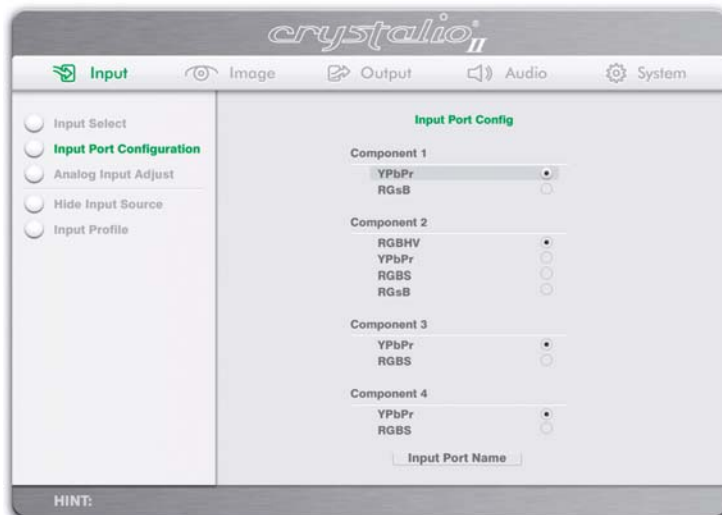 crystalio II
Input
Image
Output
Audio
System
Input Select
Input Port Configuration
Analog Input Adjust
Hide Input Source
Input Profile
Input Port Config
Component 1
YPbPr
RGsB
Component 2
RGBHV
YPbPr
RGBS
RGsB
Component 3
YPbPr
RGBS
Component 4
YPbPr
RGBS
Input Port Name
HINT: